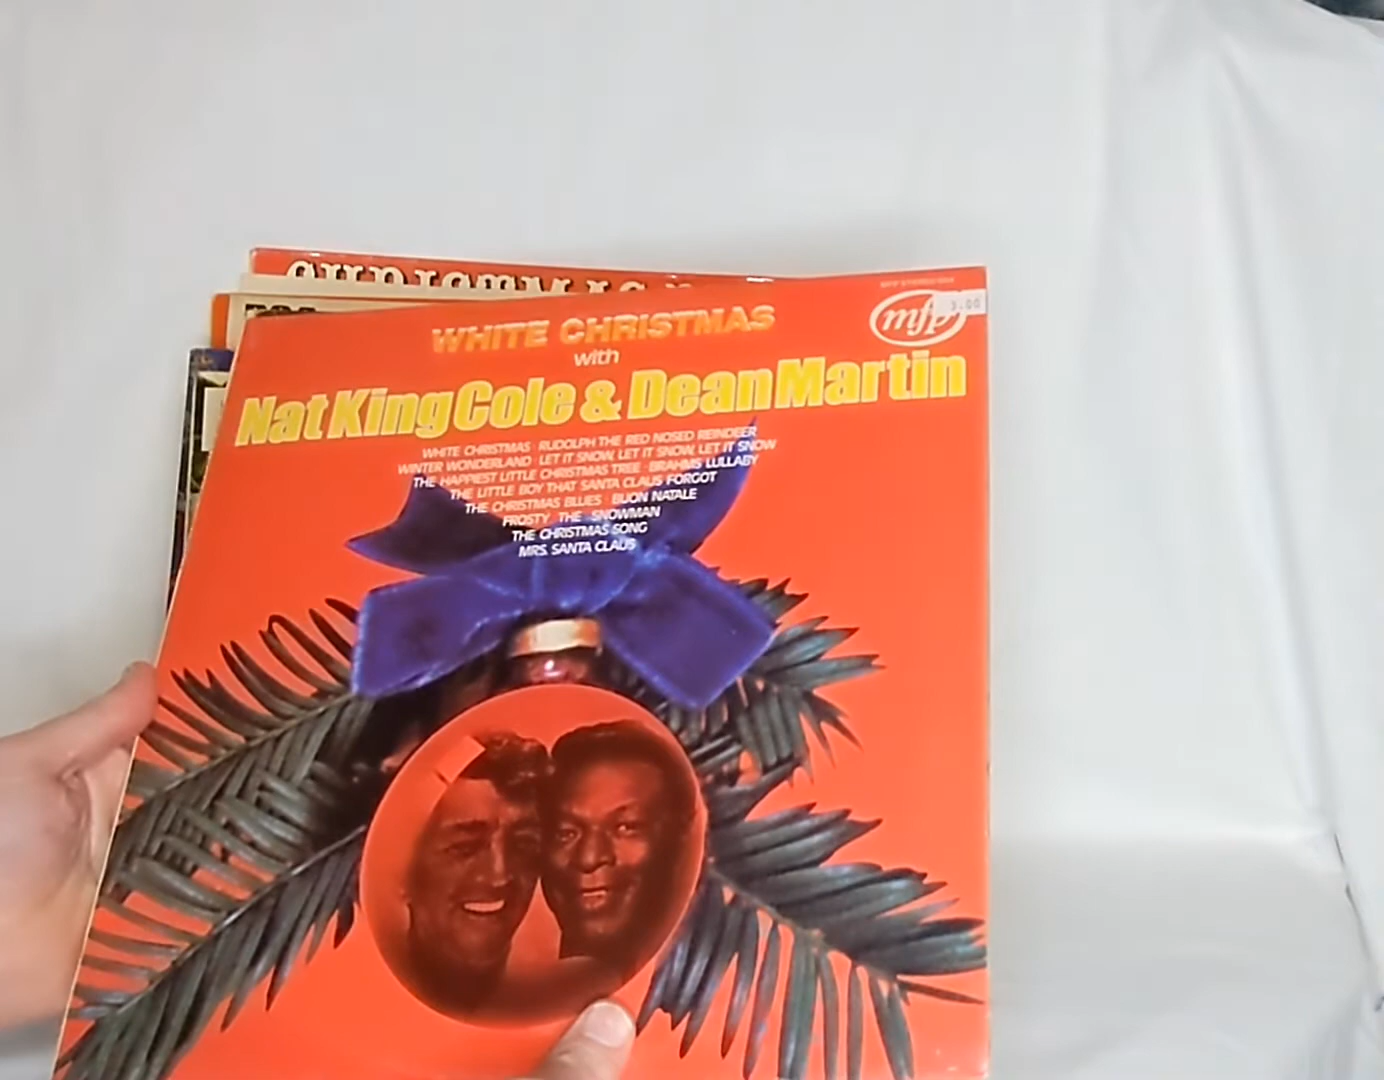 WHITE CHRISTMAS
with
Nat King Cole & Dean Martin
mfp
3.00
WHITE CHRISTMAS · RUDOLPH THE RED NOSED REINDEER
WINTER WONDERLAND · LET IT SNOW, LET IT SNOW, LET IT SNOW
THE HAPPIEST LITTLE CHRISTMAS TREE · BRAHMS LULLABY
THE LITTLE BOY THAT SANTA CLAUS FORGOT
THE CHRISTMAS BLUES · BUON NATALE
FROSTY THE SNOWMAN
THE CHRISTMAS SONG
MRS. SANTA CLAUS